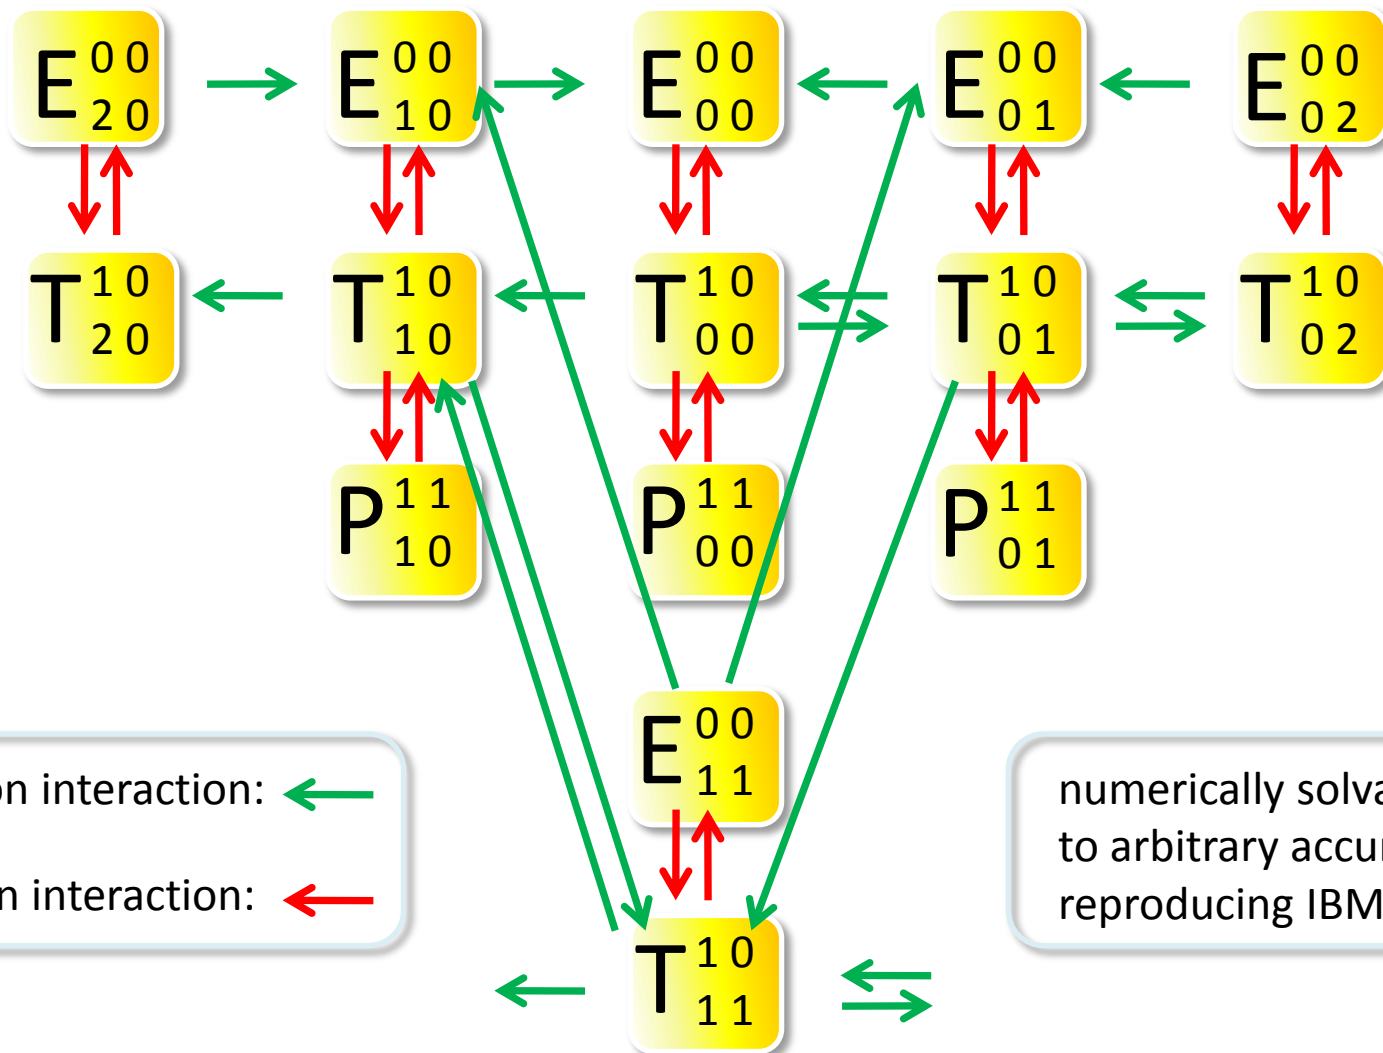 E 0 0 2 0
E 0 0 1 0
E 0 0 0 0
E 0 0 0 1
E 0 0 0 2
T 1 0 2 0
T 1 0 1 0
T 1 0 0 0
T 1 0 0 1
T 1 0 0 2
P 1 1 1 0
P 1 1 0 0
P 1 1 0 1
E 0 0 1 1
interaction:
interaction:
numerically
to arbitrary
reproducing IBM
T 1 0 1 1